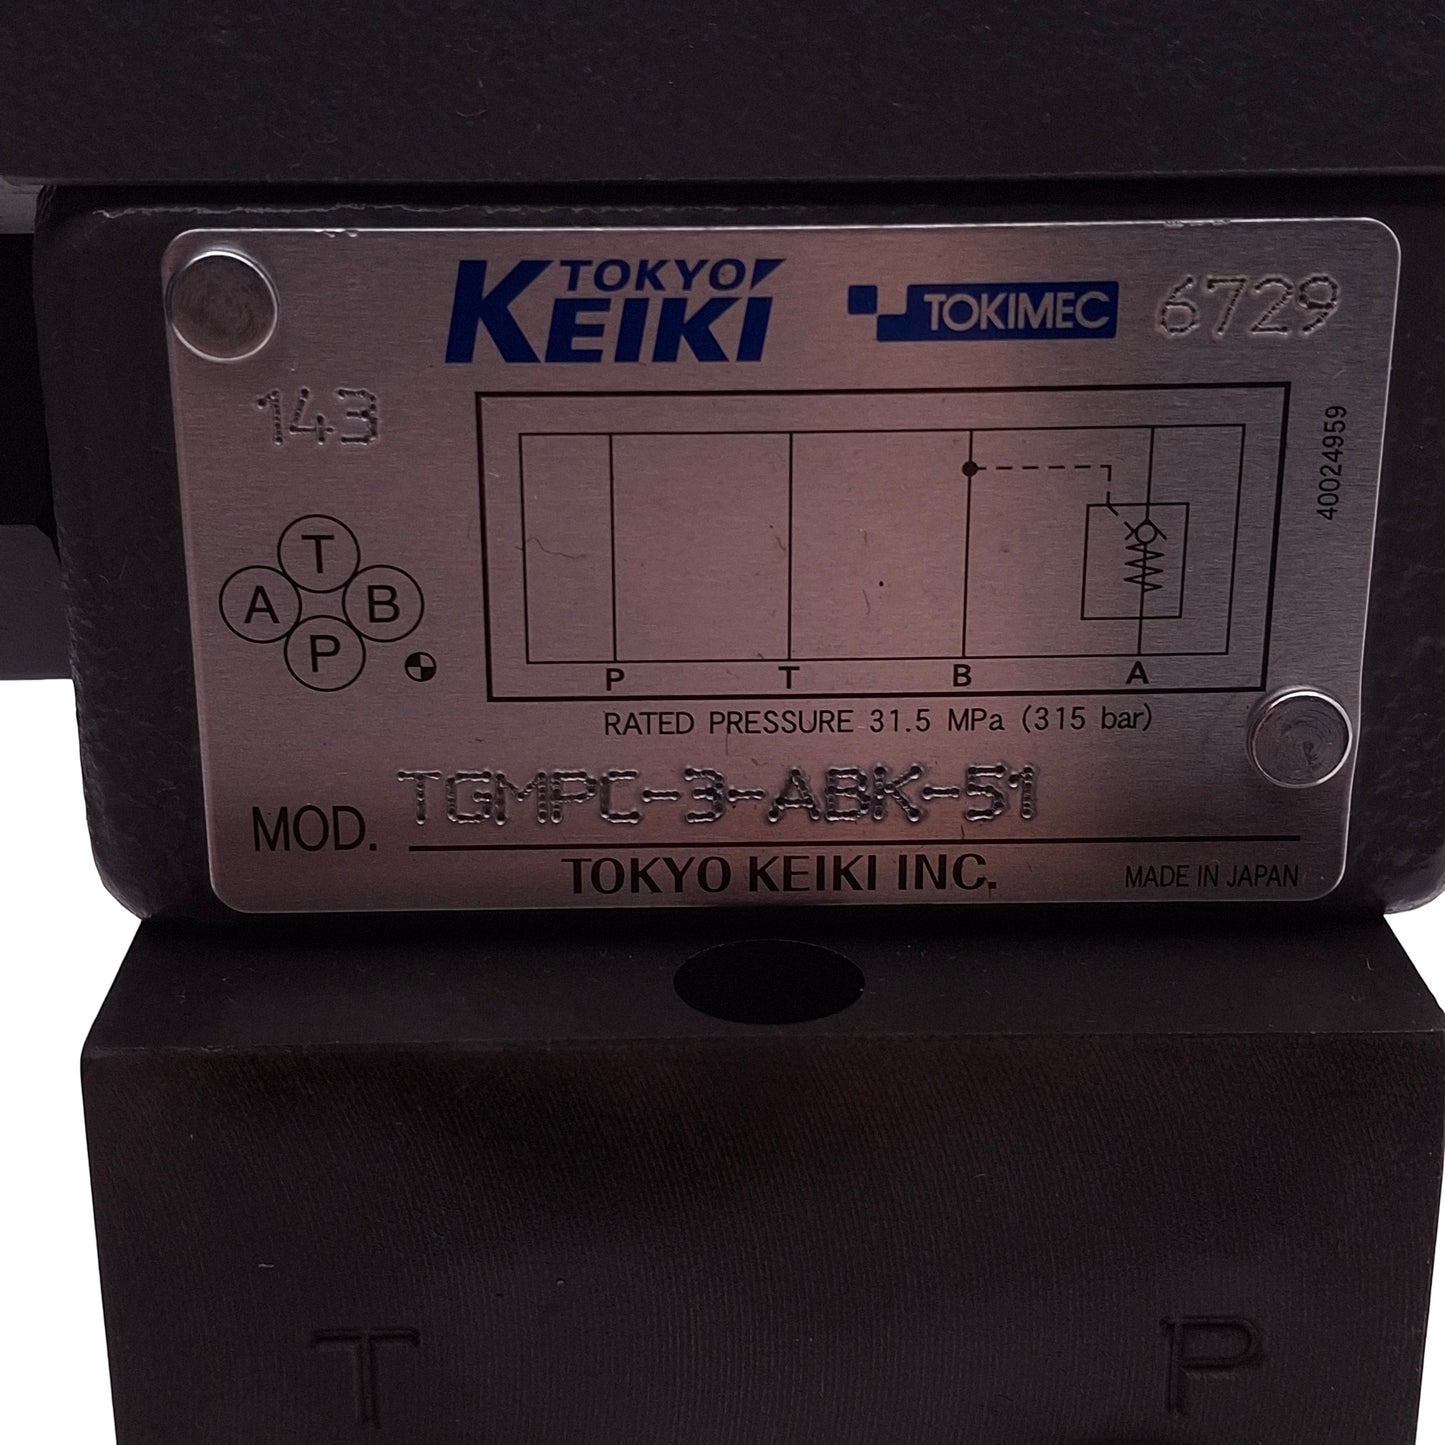 TOKYO
KEIKI
TOKIMEC
6729
143
40024959
T
A B
P
P T B A
RATED PRESSURE 31.5 MPa (315 bar)
MOD. TGMPC-3-ABK-51
TOKYO KEIKI INC.
MADE IN JAPAN
T P